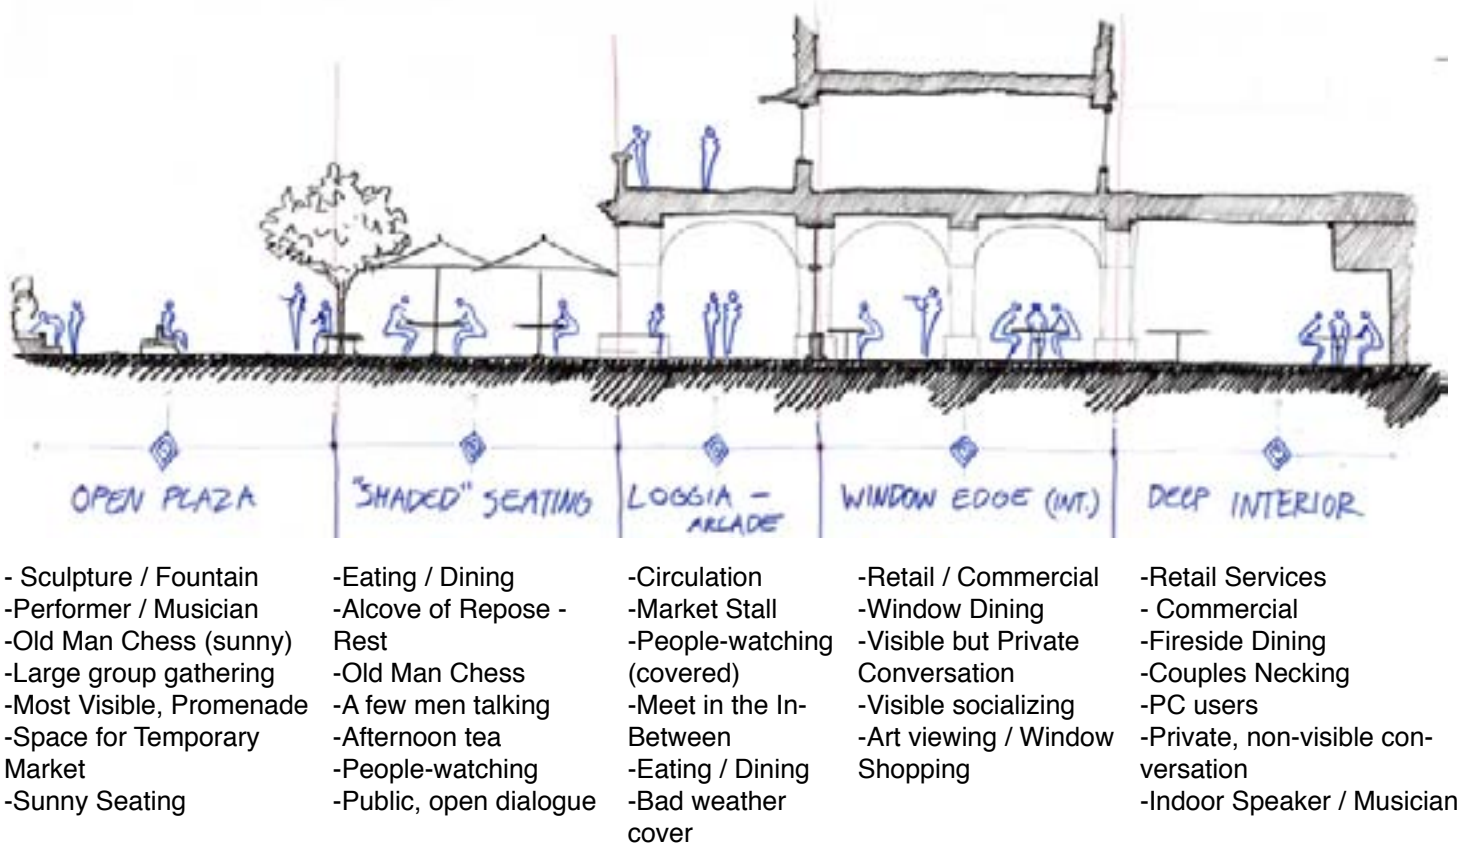 OPEN PLAZA
"SHADED" SEATING
LOGGIA -
ARCADE
WINDOW EDGE (INT.)
DEEP INTERIOR
- Sculpture / Fountain
-Performer / Musician
-Old Man Chess (sunny)
-Large group gathering
-Most Visible, Promenade
-Space for Temporary
Market
-Sunny Seating
-Eating / Dining
-Alcove of Repose -
Rest
-Old Man Chess
-A few men talking
-Afternoon tea
-People-watching
-Public, open dialogue
-Circulation
-Market Stall
-People-watching
(covered)
-Meet in the In-
Between
-Eating / Dining
-Bad weather
cover
-Retail / Commercial
-Window Dining
-Visible but Private
Conversation
-Visible socializing
-Art viewing / Window
Shopping
-Retail Services
- Commercial
-Fireside Dining
-Couples Necking
-PC users
-Private, non-visible con-
versation
-Indoor Speaker / Musician